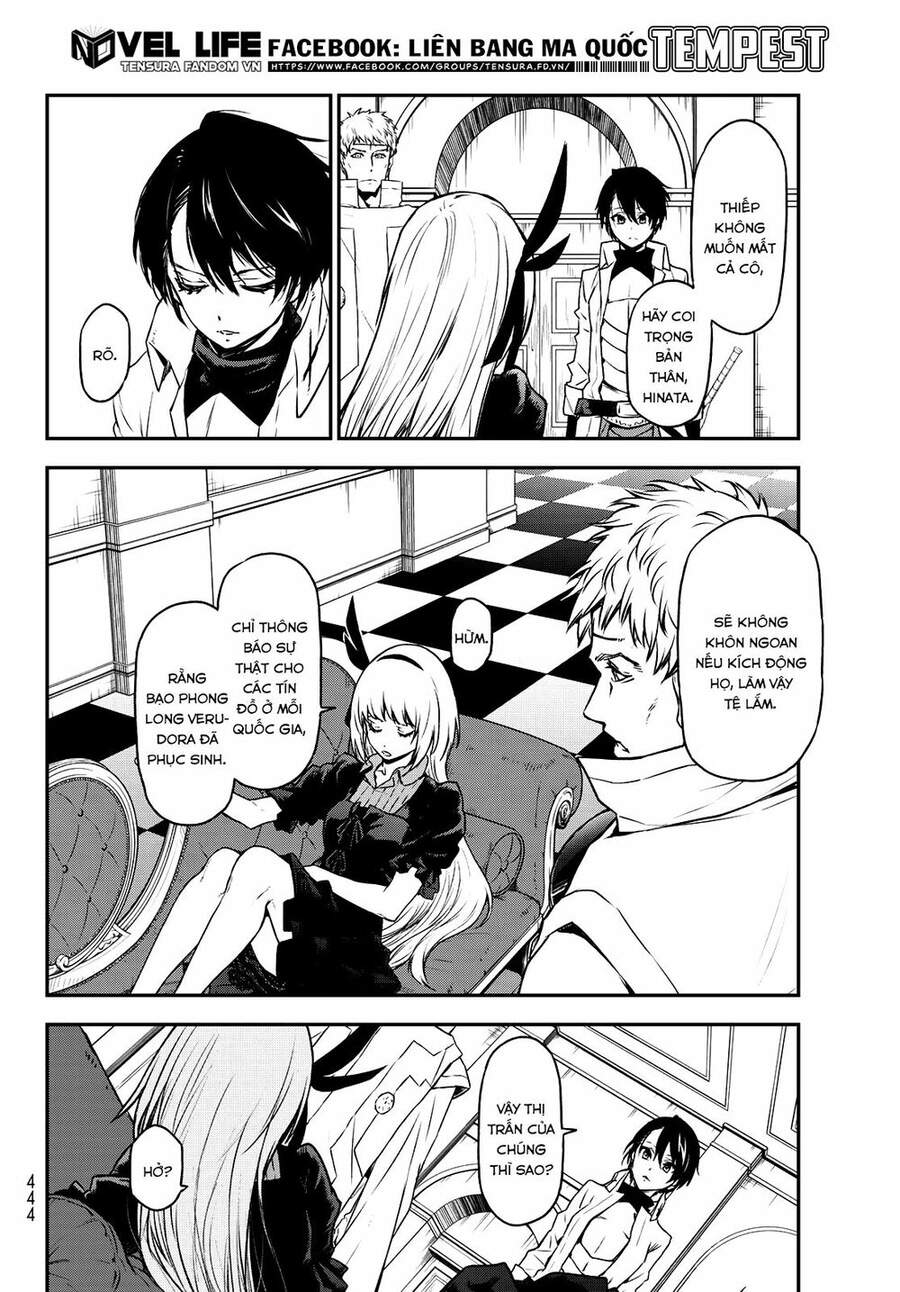 NOVEL LIFE
TENSURA FANDOM VN
FACEBOOK: LIÊN BANG MA QUỐC
HTTPS://WWW.FACEBOOK.COM/GROUPS/TENSURA.FD.VN/
TEMPEST
THIẾP
KHÔNG
MUỐN MẤT
CẢ CÔ,
HÃY COI
TRỌNG
BẢN
THÂN,
HINATA.
RÕ.
SẼ KHÔNG
KHÔN NGOAN
NẾU KÍCH ĐỘNG
HỌ, LÀM VẬY
TỆ LẮM.
HỪM.
CHỈ THÔNG
BÁO SỰ
THẬT CHO
CÁC TÍN
ĐỒ Ở MỖI
QUỐC GIA,
RẰNG
BẠO PHONG
LONG VERU-
DORA ĐÃ
PHỤC SINH.
VẬY THỊ
TRẤN CỦA
CHÚNG
THÌ SAO?
HỞ?
444